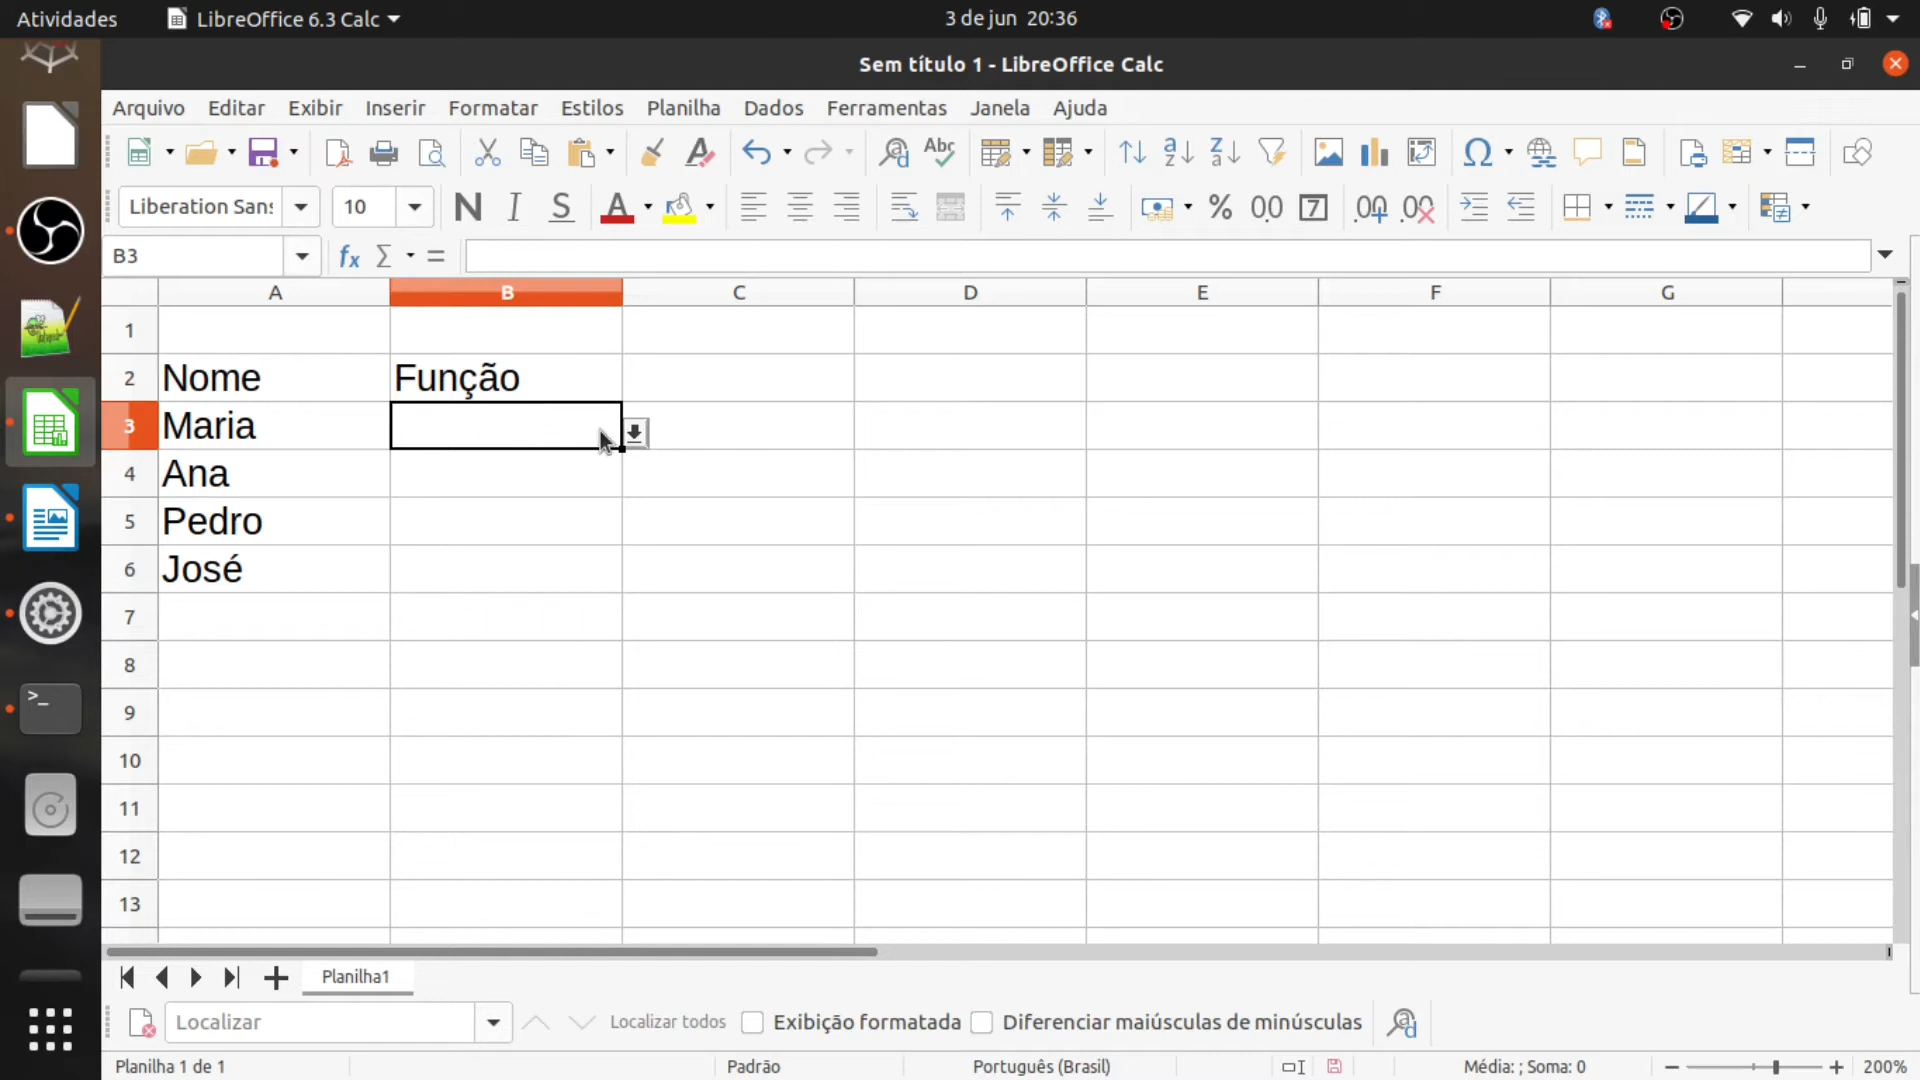 Atividades LibreOffice 6.3 Calc 3 de jun 20:36
Sem título 1 - LibreOffice Calc
Arquivo Editar Exibir Inserir Formatar Estilos Planilha Dados Ferramentas Janela Ajuda
Liberation Sans 10 N I S
B3
A B C D E F G
1
2 Nome Função
3 Maria
4 Ana
5 Pedro
6 José
7
8
9
10
11
12
13
Planilha1
Localizar Localizar todos Exibição formatada Diferenciar maiúsculas de minúsculas
Planilha 1 de 1 Padrão Português (Brasil) Média: ; Soma: 0 200%